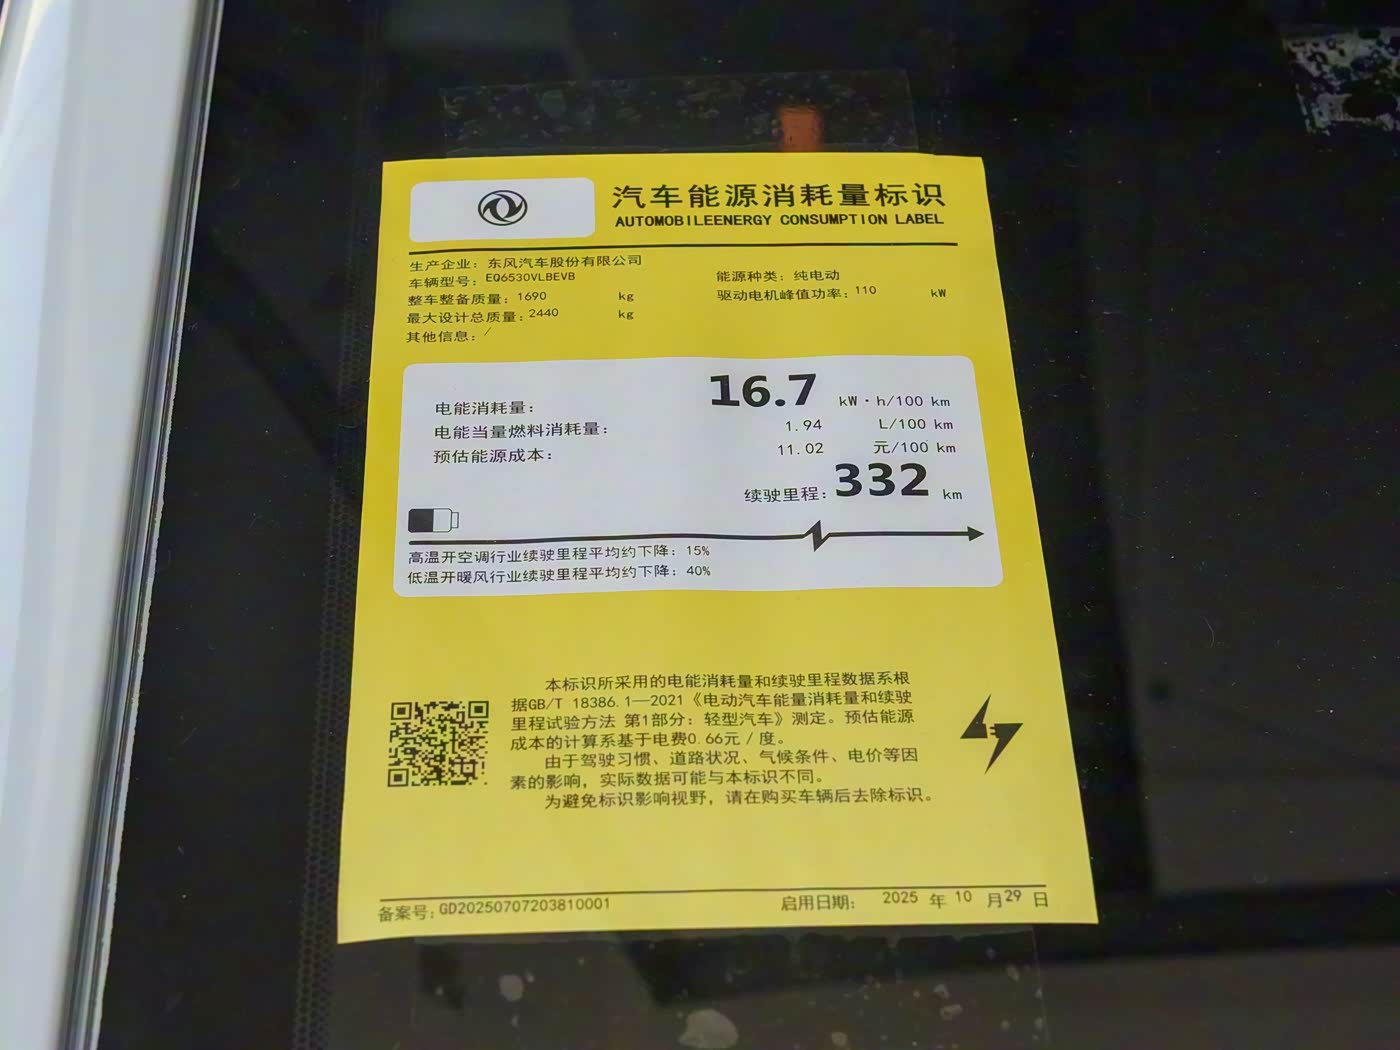 汽车能源消耗量标识
AUTOMOBILEENERGY CONSUMPTION LABEL
生产企业：东风汽车股份有限公司
车辆型号：EQ6530VLBEVB
能源种类：纯电动
整车整备质量：1690 kg
驱动电机峰值功率：110 kW
最大设计总质量：2440 kg
其他信息：/
电能消耗量： 16.7 kW·h/100 km
电能当量燃料消耗量： 1.94 L/100 km
预估能源成本： 11.02 元/100 km
续驶里程：332 km
高温开空调行业续驶里程平均约下降：15%
低温开暖风行业续驶里程平均约下降：40%
本标识所采用的电能消耗量和续驶里程数据系根
据GB/T 18386.1—2021《电动汽车能量消耗量和续驶
里程试验方法 第1部分：轻型汽车》测定。预估能源
成本的计算系基于电费0.66元/度。
由于驾驶习惯、道路状况、气候条件、电价等因
素的影响，实际数据可能与本标识不同。
为避免标识影响视野，请在购买车辆后去除标识。
备案号：GD20250707203810001
启用日期： 2025 年 10 月 29 日